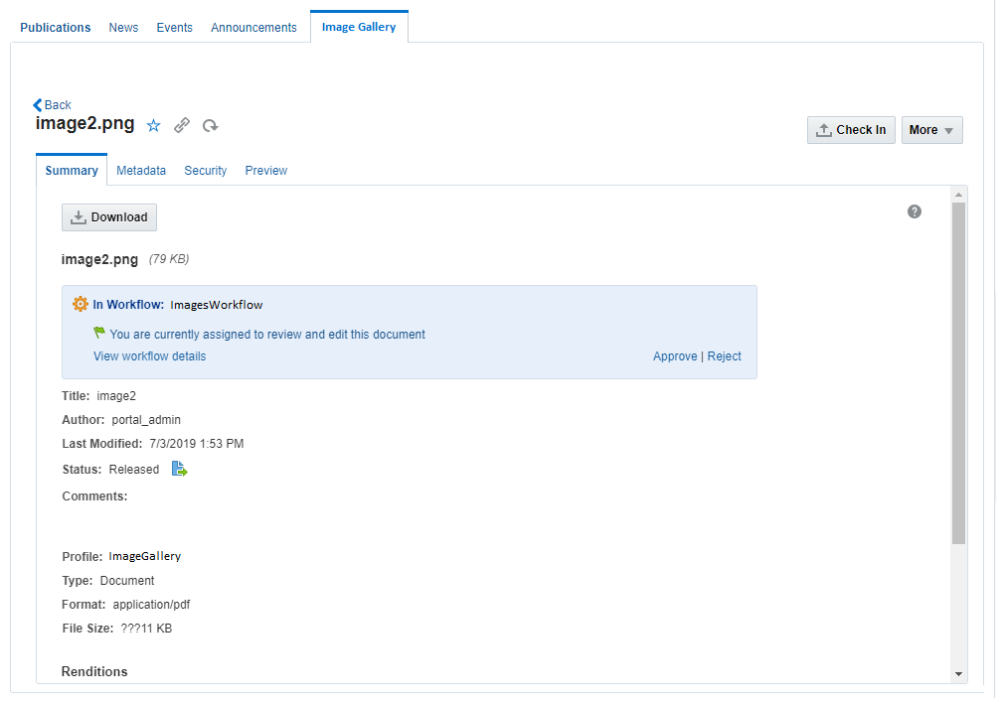 Publications News Events Announcements Image Gallery
Back
image2.png
Check In More
Summary Metadata Security Preview
Download
image2.png (79 KB)
In Workflow: ImagesWorkflow
You are currently assigned to review and edit this document
View workflow details Approve | Reject
Title: image2
Author: portal_admin
Last Modified: 7/3/2019 1:53 PM
Status: Released
Comments:
Profile: ImageGallery
Type: Document
Format: application/pdf
File Size: ???11 KB
Renditions